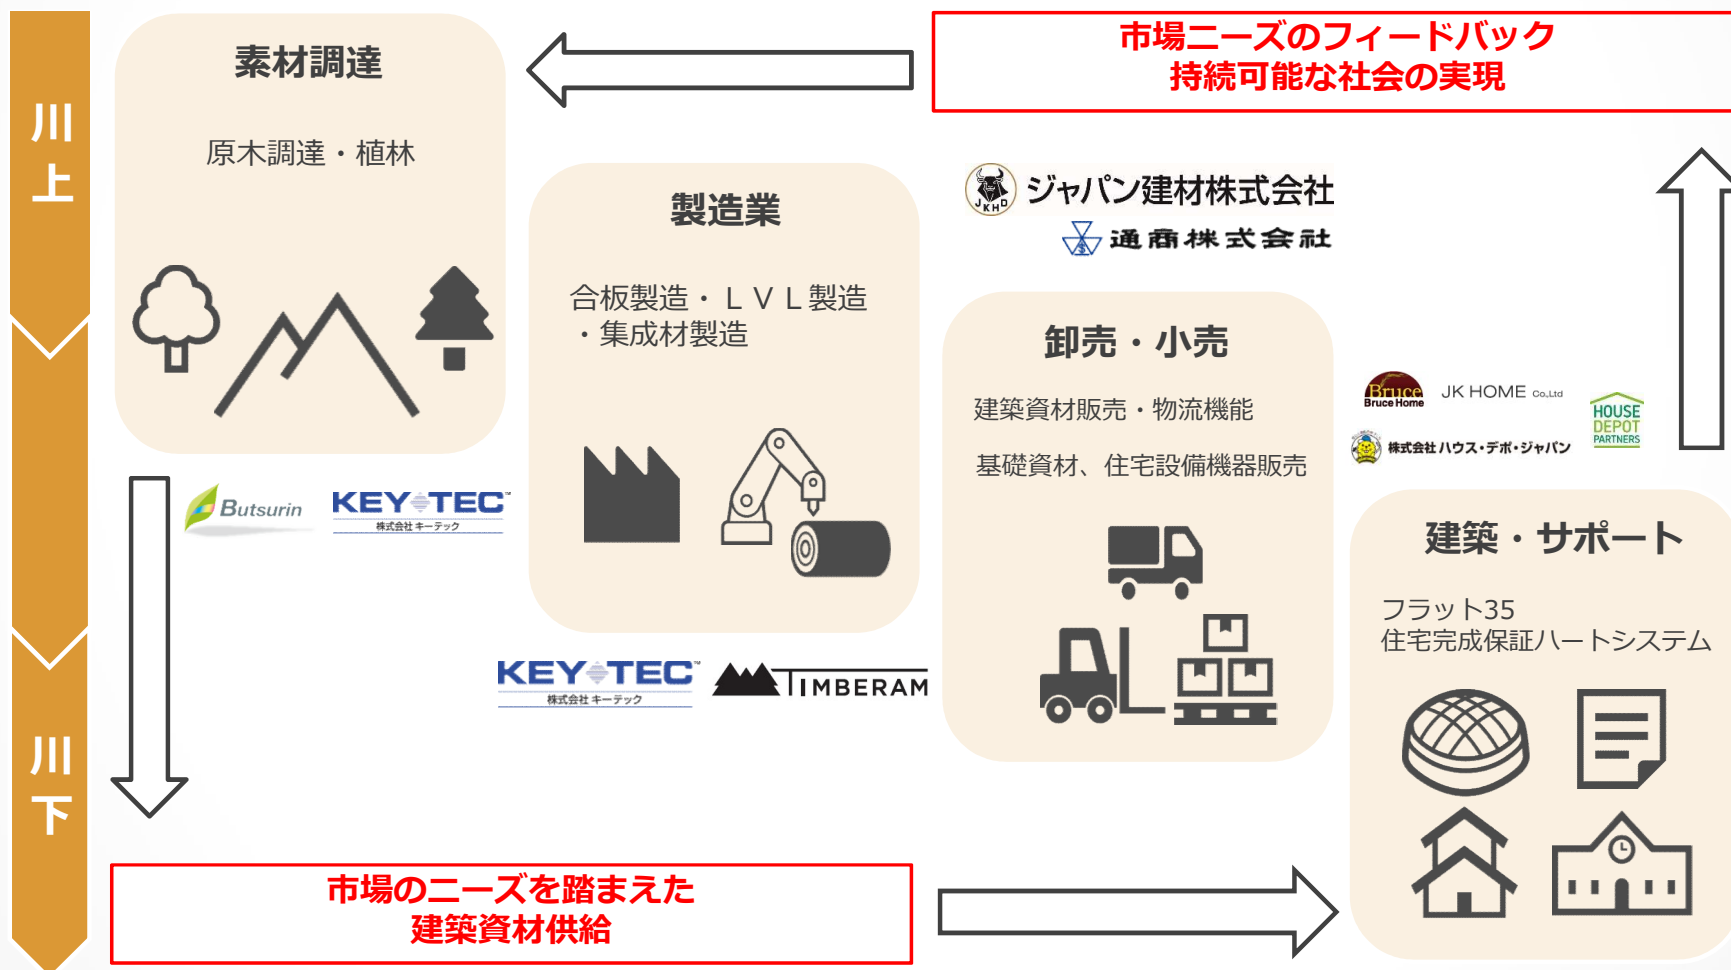 川
上
川
下
素材調達
原木調達・植林
市場ニーズのフィードバック
持続可能な社会の実現
Butsurin
KEY TEC™
株式会社 キーテック
製造業
合板製造・ＬＶＬ製造
・集成材製造
KEY TEC™
株式会社 キーテック
TIMBERAM
JKHD
ジャパン建材株式会社
通商株式会社
卸売・小売
建築資材販売・物流機能
基礎資材、住宅設備機器販売
Bruce
Bruce Home
JK HOME Co.,Ltd
HOUSE
DEPOT
PARTNERS
株式会社 ハウス・デポ・ジャパン
建築・サポート
フラット35
住宅完成保証ハートシステム
市場のニーズを踏まえた
建築資材供給